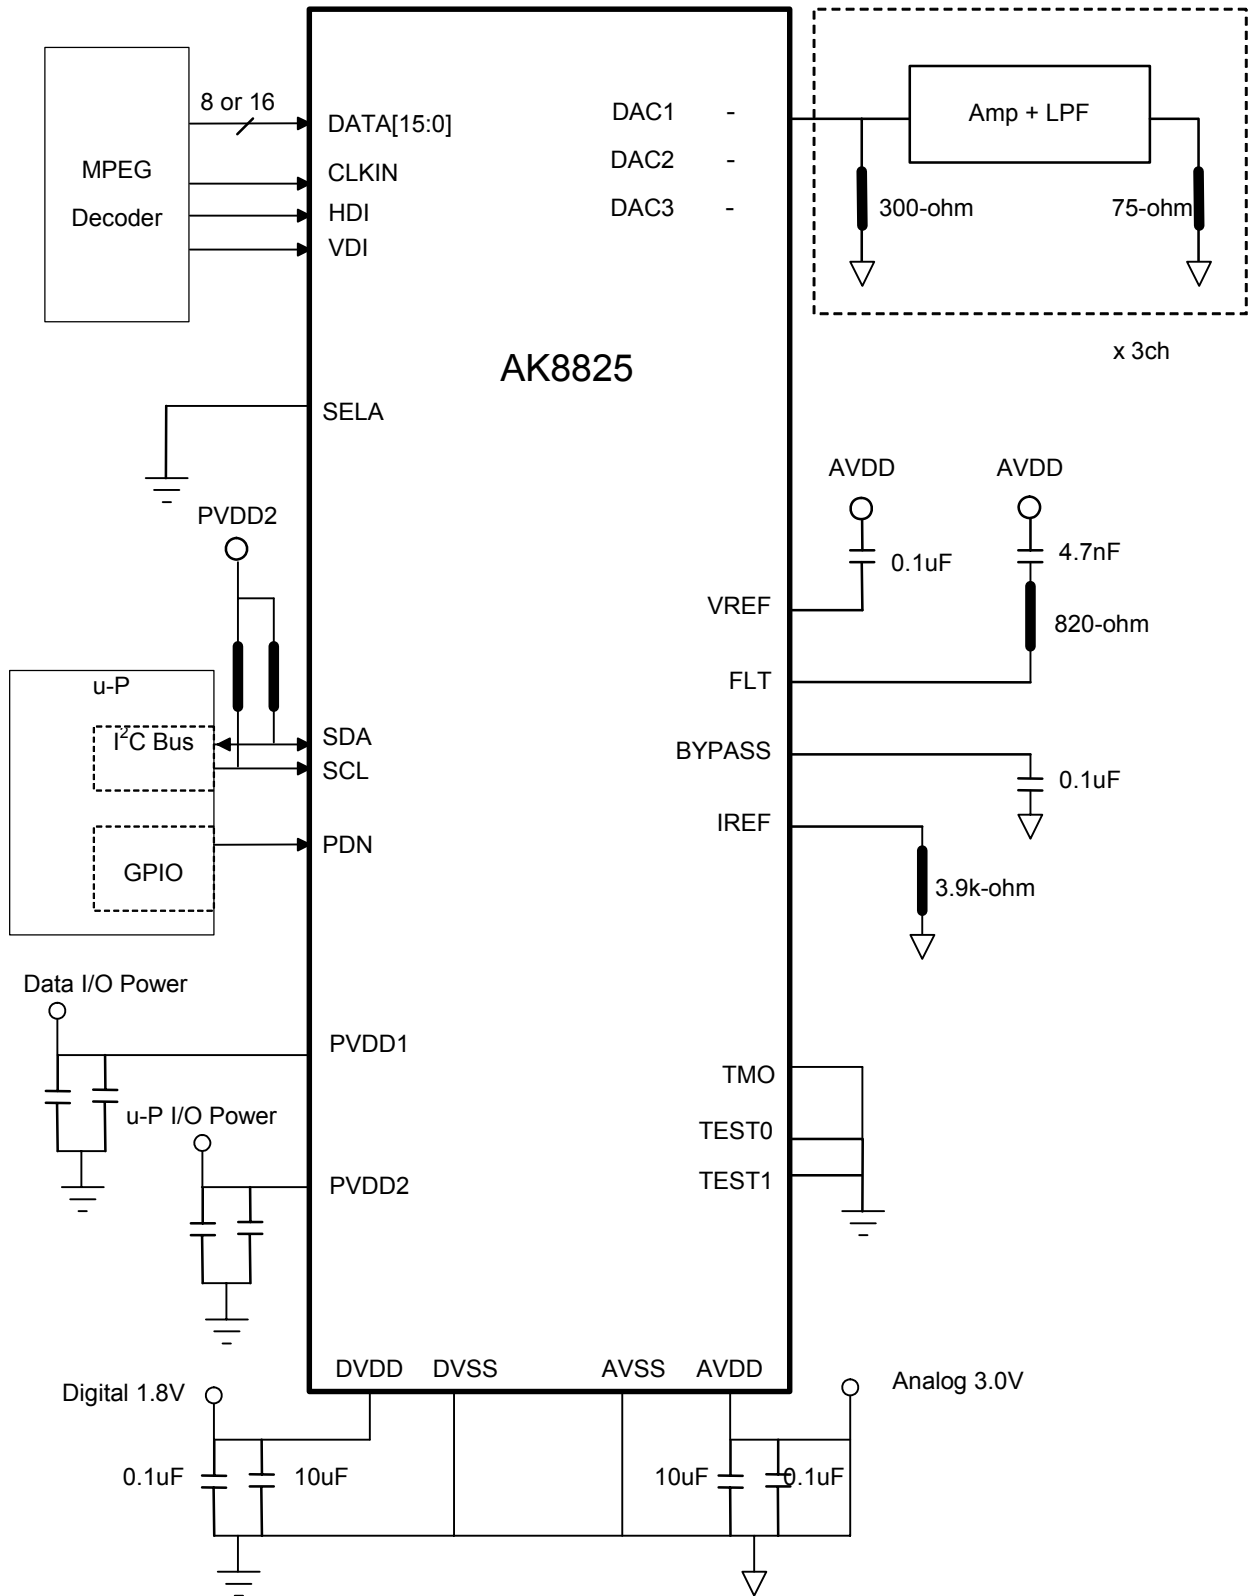 MPEG
Decoder
8 or 16
DATA[15:0]
CLKIN
HDI
VDI
DAC1 -
DAC2 -
DAC3 -
Amp + LPF
300-ohm
75-ohm
x 3ch
AK8825
SELA
PVDD2
u-P
I2C Bus
GPIO
SDA
SCL
PDN
AVDD
AVDD
0.1uF
4.7nF
820-ohm
VREF
FLT
BYPASS
0.1uF
IREF
3.9k-ohm
Data I/O Power
PVDD1
u-P I/O Power
PVDD2
TMO
TEST0
TEST1
DVDD
DVSS
AVSS
AVDD
Digital 1.8V
Analog 3.0V
0.1uF
10uF
10uF
0.1uF